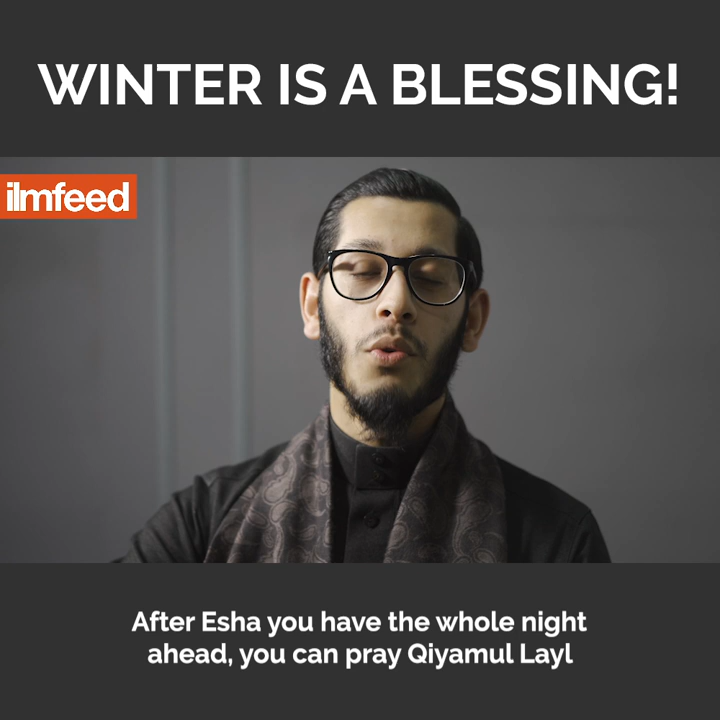 WINTER IS A BLESSING!
ilmfeed
After Esha you have the whole night
ahead, you can pray Qiyamul Layl